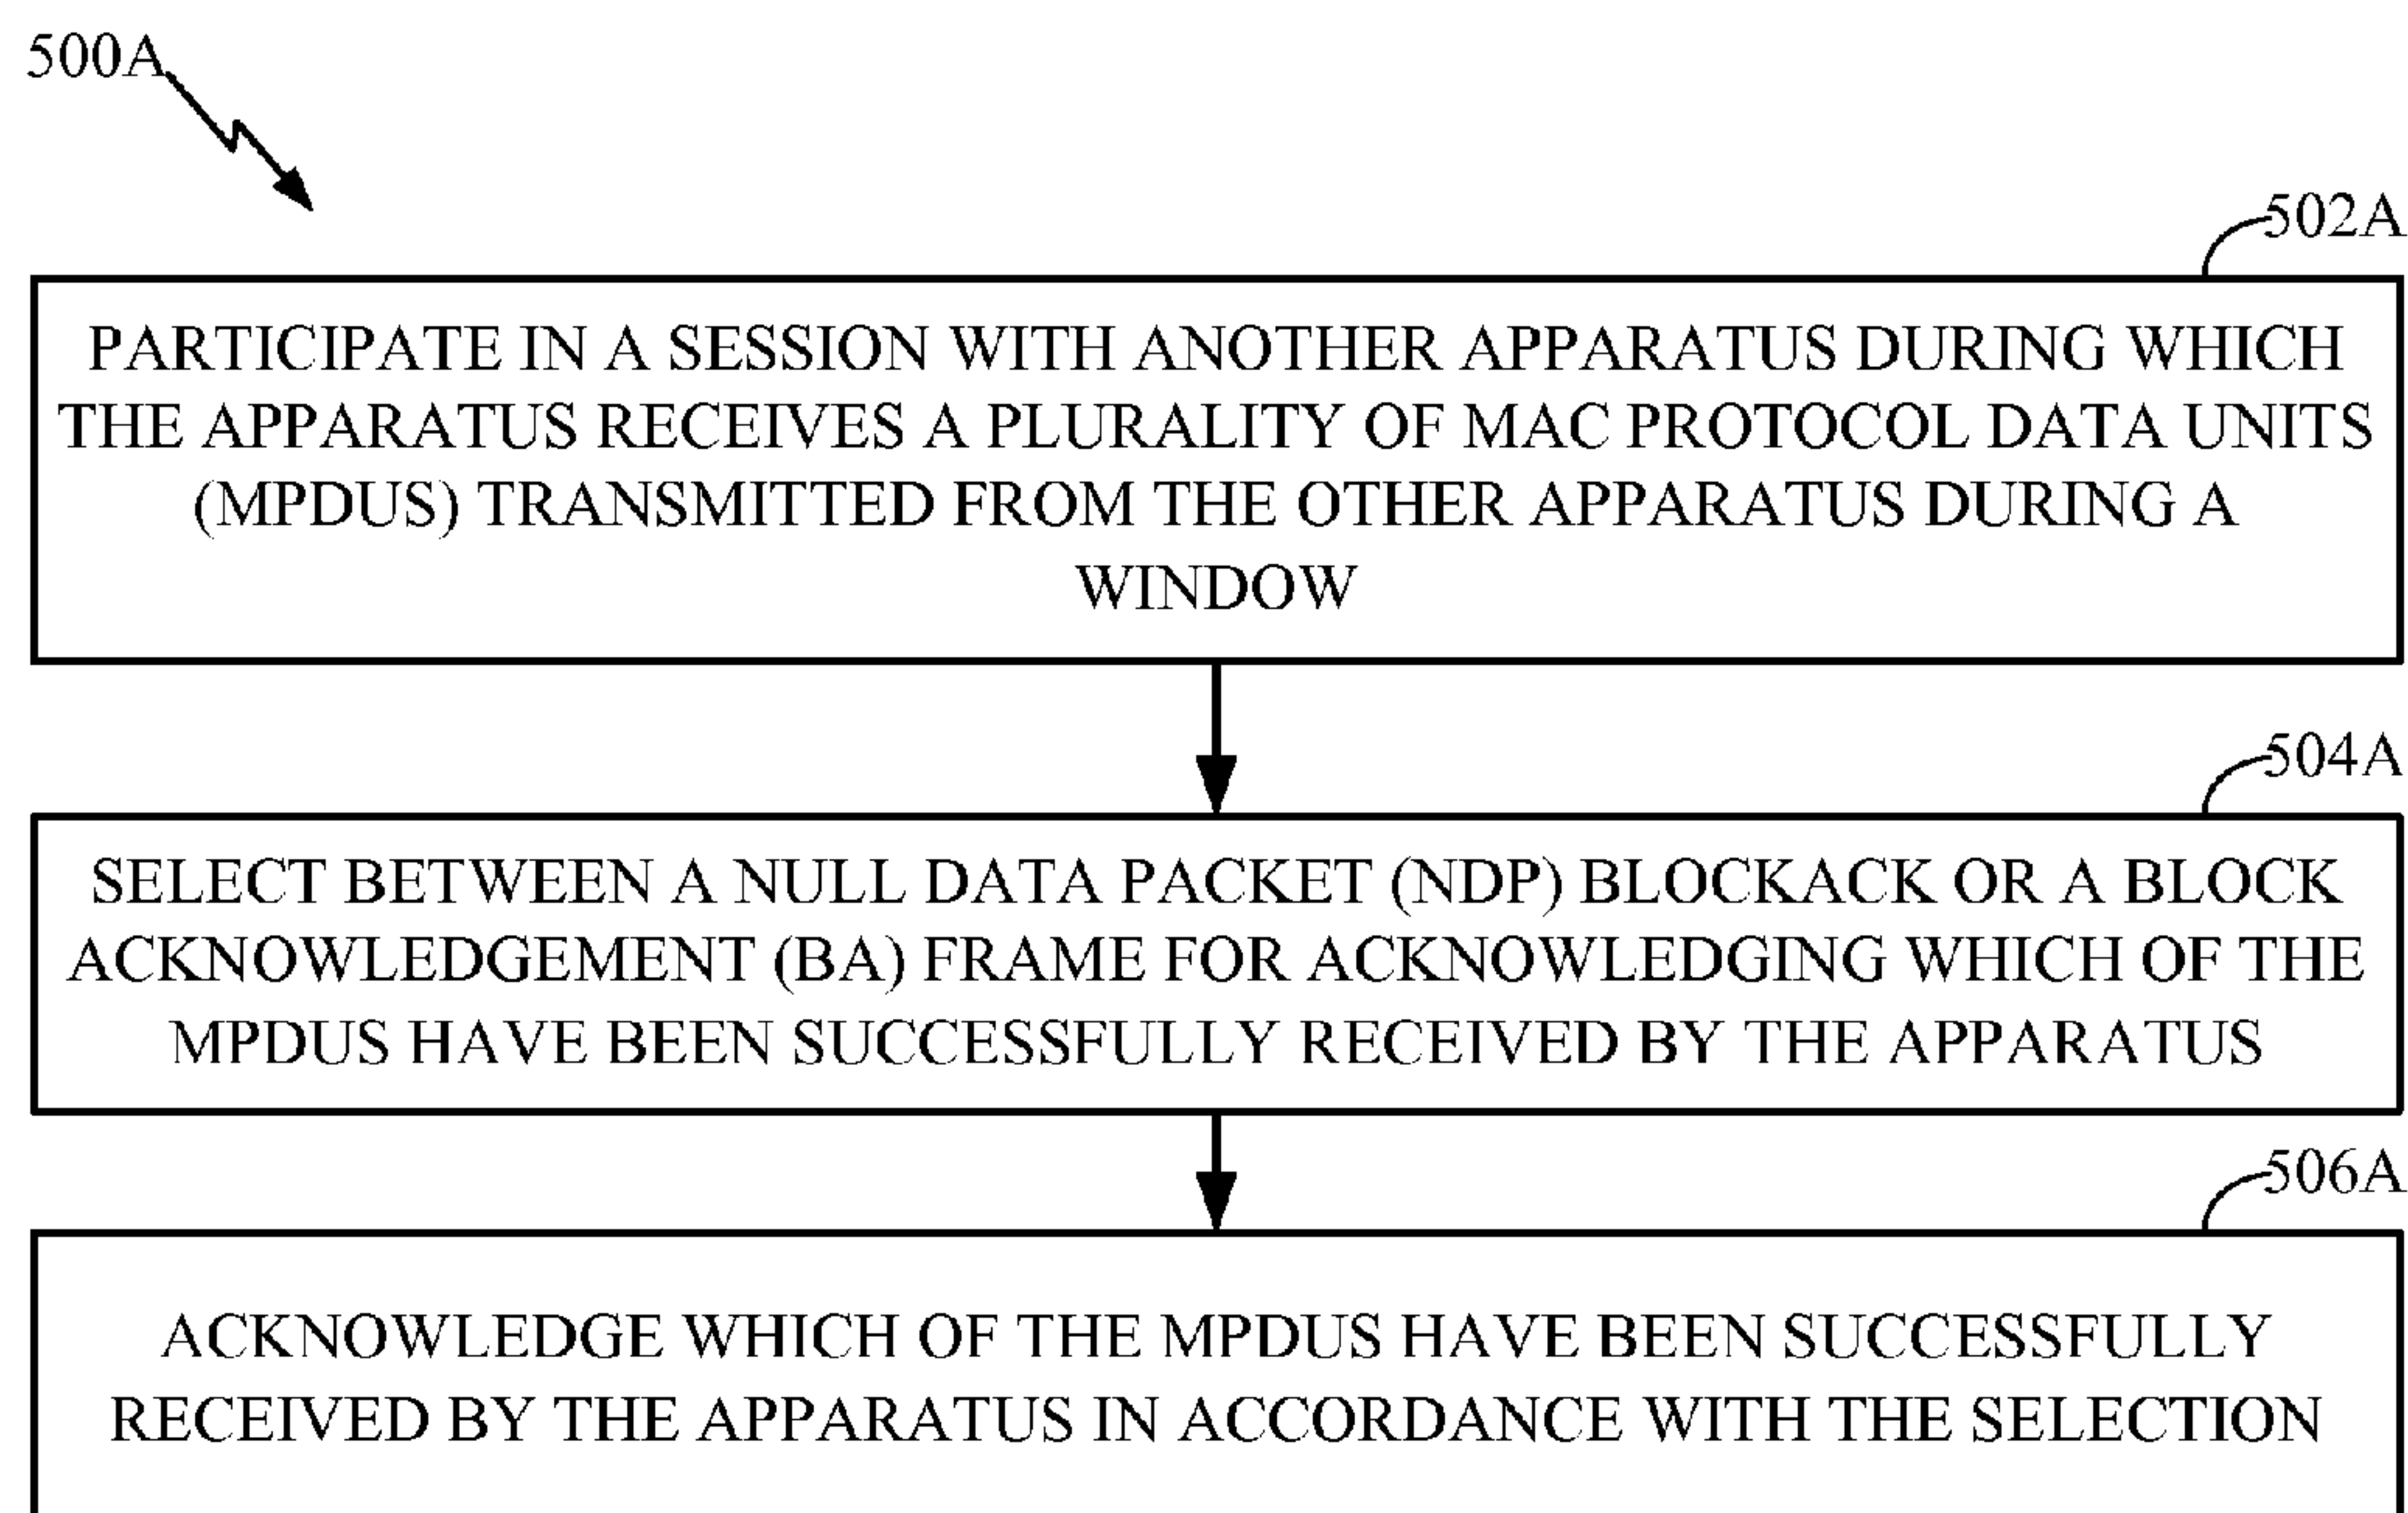 500A
502A
PARTICIPATE IN A SESSION WITH ANOTHER APPARATUS DURING WHICH
THE APPARATUS RECEIVES A PLURALITY OF MAC PROTOCOL DATA UNITS
(MPDUS) TRANSMITTED FROM THE OTHER APPARATUS DURING A
WINDOW
504A
SELECT BETWEEN A NULL DATA PACKET (NDP) BLOCKACK OR A BLOCK
ACKNOWLEDGEMENT (BA) FRAME FOR ACKNOWLEDGING WHICH OF THE
MPDUS HAVE BEEN SUCCESSFULLY RECEIVED BY THE APPARATUS
506A
ACKNOWLEDGE WHICH OF THE MPDUS HAVE BEEN SUCCESSFULLY
RECEIVED BY THE APPARATUS IN ACCORDANCE WITH THE SELECTION